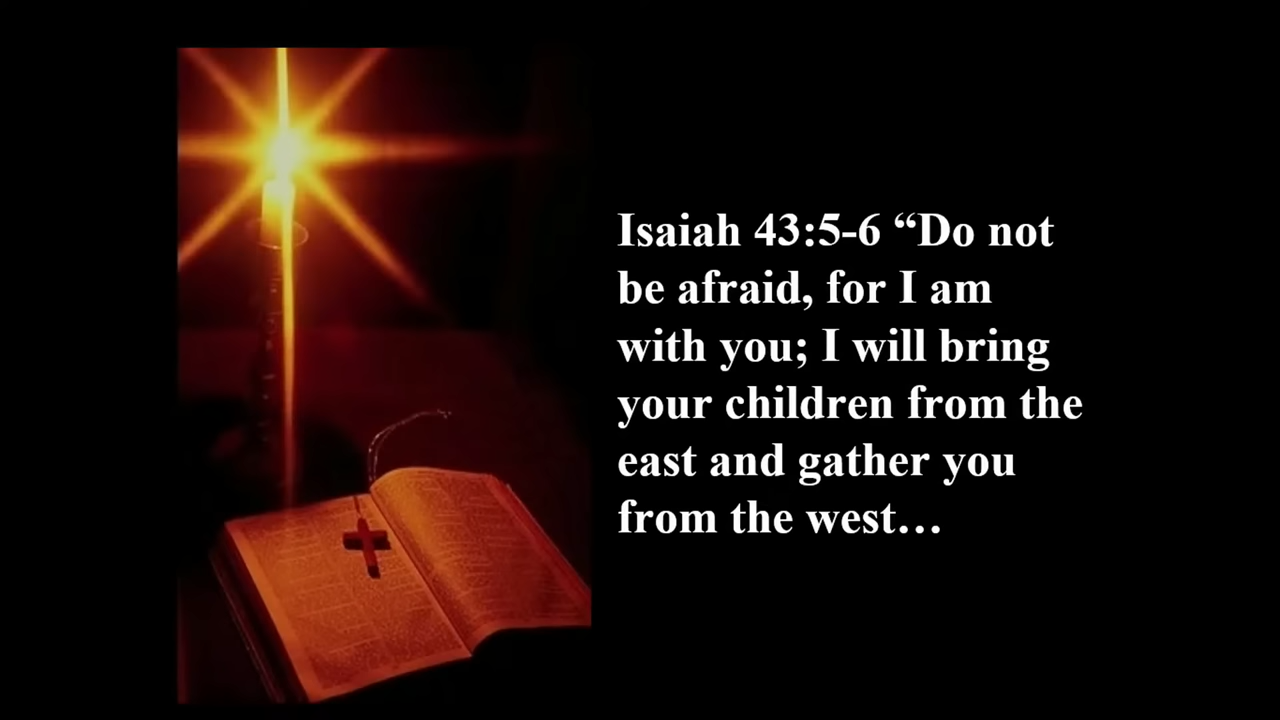 Isaiah 43:5-6 “Do not
be afraid, for I am
with you; I will bring
your children from the
east and gather you
from the west…